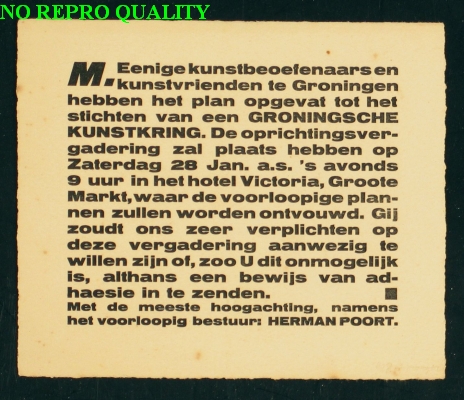 NO REPRO QUALITY
M. Eenige kunstbeoefenaars en
kunstvrienden te Groningen
hebben het plan opgevat tot het
stichten van een GRONINGSCHE
KUNSTKRING. De oprichtingsver-
gadering zal plaats hebben op
Zaterdag 28 Jan. a.s. 's avonds
9 uur in het hotel Victoria, Groote
Markt, waar de voorloopige plan-
nen zullen worden ontvouwd. Gij
zoudt ons zeer verplichten op
deze vergadering aanwezig te
willen zijn of, zoo U dit onmogelijk
is, althans een bewijs van ad-
haesie in te zenden.
Met de meeste hoogachting, namens
het voorloopig bestuur: HERMAN POORT.